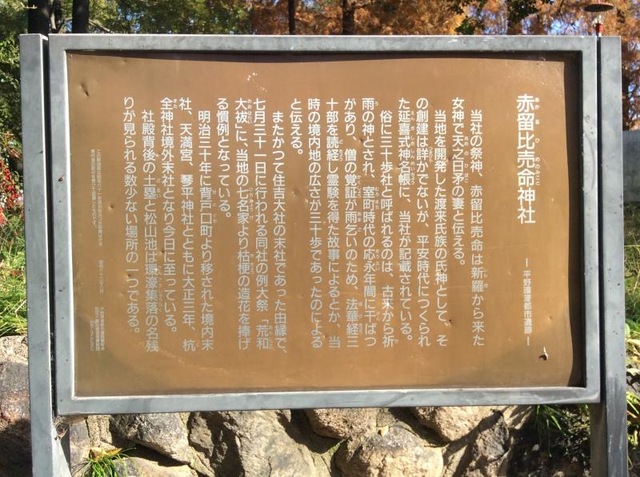 赤留比売命神社
―平野環濠都市遺跡―
当社の祭神、赤留比売命は新羅から来た
女神で天之日矛の妻と伝える。
当地を開発した渡来氏族の氏神として、そ
の創建は詳かでないが、平安時代につくられ
た延喜式神名帳に、当社が記載されている。
俗に三十歩社と呼ばれるのは、古来から祈
雨の神とされ、室町時代の応永年間に干ばつ
があり、僧の覚証が雨乞いのため、法華経三
十部を読経し霊験を得た故事によるとか、当
時の境内地の広さが三十歩であったのによる
と伝える。
またかつて住吉大社の末社であった由縁で、
七月三十一日に行われる同社の例大祭「荒和
大祓」に、当地の七名家より桔梗の造花を捧げ
る慣例となっている。
明治三十年に背戸口町より移された境内末
社、天満宮、琴平神社とともに大正三年、杭
全神社境外末社となり今日に至っている。
社殿背後の土塁と松山池は環濠集落の名残
りが見られる数少ない場所の一つである。